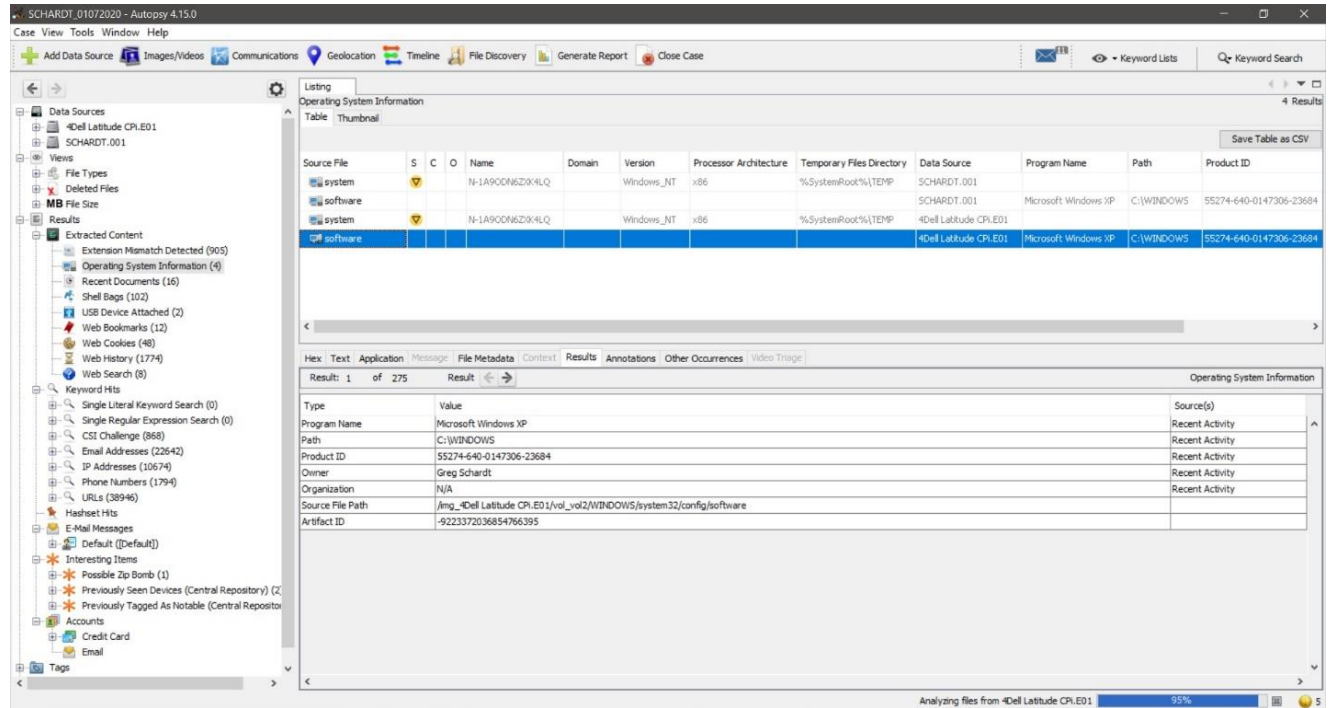 SCHARDT_01072020 - Autopsy 4.15.0
Case View Tools Window Help
Add Data Source Images/Videos Communications Geolocation Timeline File Discovery Generate Report Close Case Keyword Lists Keyword Search
Data Sources
4Dell Latitude CPi.E01
SCHARDT.001
Views
File Types
Deleted Files
MB File Size
Results
Extracted Content
Extension Mismatch Detected (905)
Operating System Information (4)
Recent Documents (16)
Shell Bags (102)
USB Device Attached (2)
Web Bookmarks (12)
Web Cookies (48)
Web History (1774)
Web Search (8)
Keyword Hits
Single Literal Keyword Search (0)
Single Regular Expression Search (0)
CSI Challenge (868)
Email Addresses (22642)
IP Addresses (10674)
Phone Numbers (1794)
URLs (38946)
Hashset Hits
E-Mail Messages
Default ([Default])
Interesting Items
Possible Zip Bomb (1)
Previously Seen Devices (Central Repository) (2
Previously Tagged As Notable (Central Reposito
Accounts
Credit Card
Email
Tags
Listing
Operating System Information 4 Results
Table Thumbnail
Save Table as CSV
Source File S C O Name Domain Version Processor Architecture Temporary Files Directory Data Source Program Name Path Product ID
system Windows_NT x86 %SystemRoot%\TEMP SCHARDT.001
software SCHARDT.001 Microsoft Windows XP C:\WINDOWS 55274-640-0147306-23684
system Windows_NT x86 %SystemRoot%\TEMP 4Dell Latitude CPi.E01
software 4Dell Latitude CPi.E01 Microsoft Windows XP C:\WINDOWS 55274-640-0147306-23684
Hex Text Application Message File Metadata Context Results Annotations Other Occurrences Video Triage
Result: 1 of 275 Result Operating System Information
Type Value Source(s)
Program Name Microsoft Windows XP Recent Activity
Path C:\WINDOWS Recent Activity
Product ID 55274-640-0147306-23684 Recent Activity
Owner Greg Schardt Recent Activity
Organization N/A Recent Activity
Source File Path /img_4Dell Latitude CPi.E01/vol_vol2/WINDOWS/system32/config/software
Artifact ID -9223372036854766395
Analyzing files from 4Dell Latitude CPi.E01 95% 5